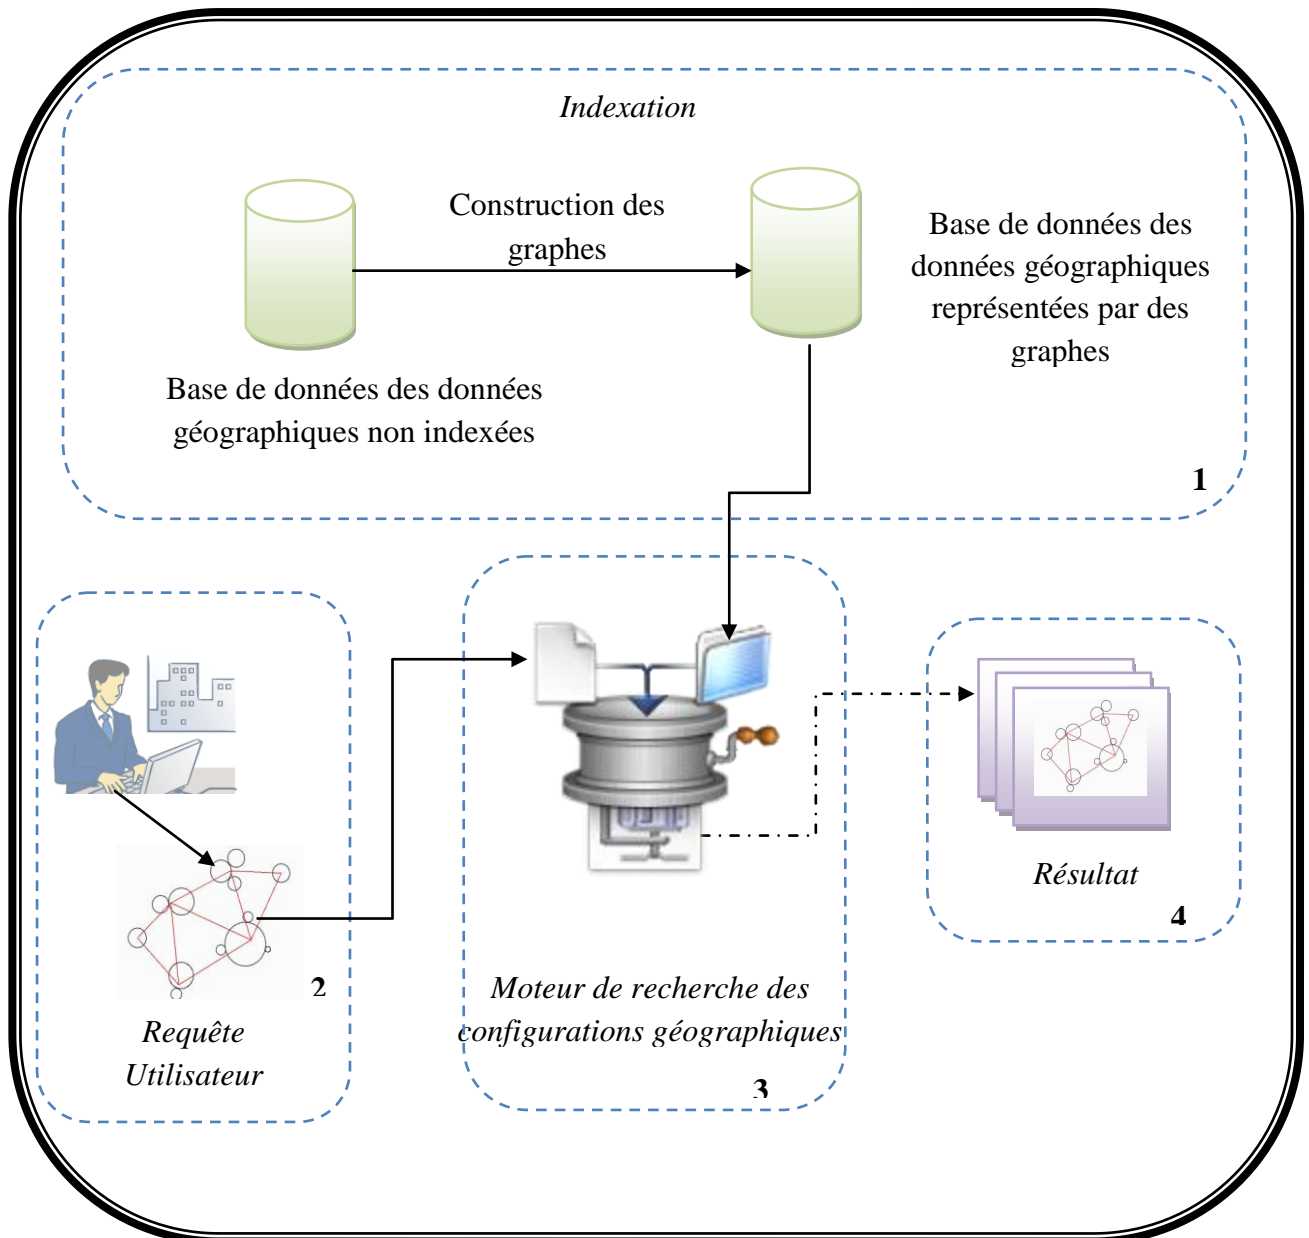 Indexation
Construction des
graphes
Base de données des
données géographiques
représentées par des
graphes
Base de données des données
géographiques non indexées
1
2
Requête
Utilisateur
Moteur de recherche des
configurations géographiques
3
Résultat
4